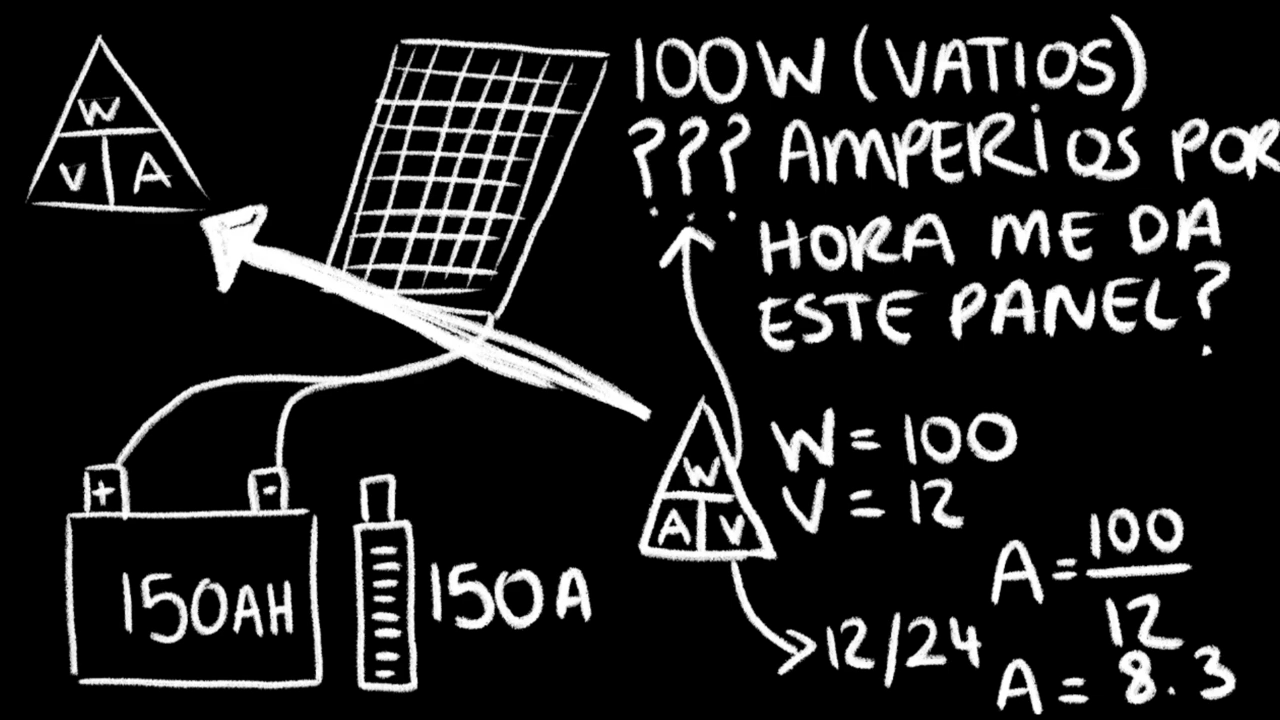 W
V A
100W (VATIOS)
??? AMPERIOS POR
HORA ME DA
ESTE PANEL?
+ -
150AH
150A
W
A V
W = 100
V = 12
12/24
A = 100
12
A = 8.3